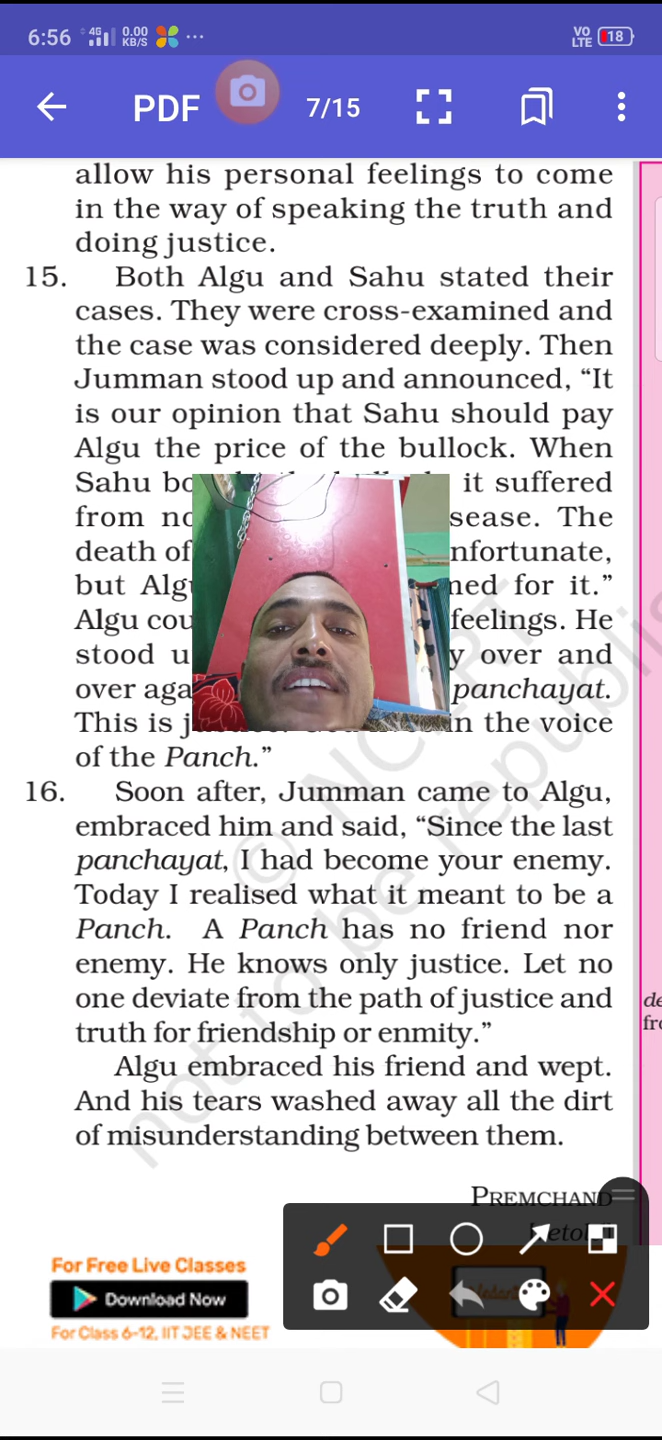 6:56 4G 0.00 KB/S ... VO LTE 18
PDF 7/15
allow his personal feelings to come
in the way of speaking the truth and
doing justice.
15. Both Algu and Sahu stated their
cases. They were cross-examined and
the case was considered deeply. Then
Jumman stood up and announced, “It
is our opinion that Sahu should pay
Algu the price of the bullock. When
Sahu it suffered
from The
death of
but for it.”
Algu feelings. He
stood over and
over panchayat.
This is in the voice
of the Panch.”
16. Soon after, Jumman came to Algu,
embraced him and said, “Since the last
panchayat, I had become your enemy.
Today I realised what it meant to be a
Panch. A Panch has no friend nor
enemy. He knows only justice. Let no
one deviate from the path of justice and
truth for friendship or enmity.”
Algu embraced his friend and wept.
And his tears washed away all the dirt
of misunderstanding between them.
PREMCHAND
© NCERT
not to be republis
For Free Live Classes
Download Now
For Class 6-12, IIT JEE & NEET